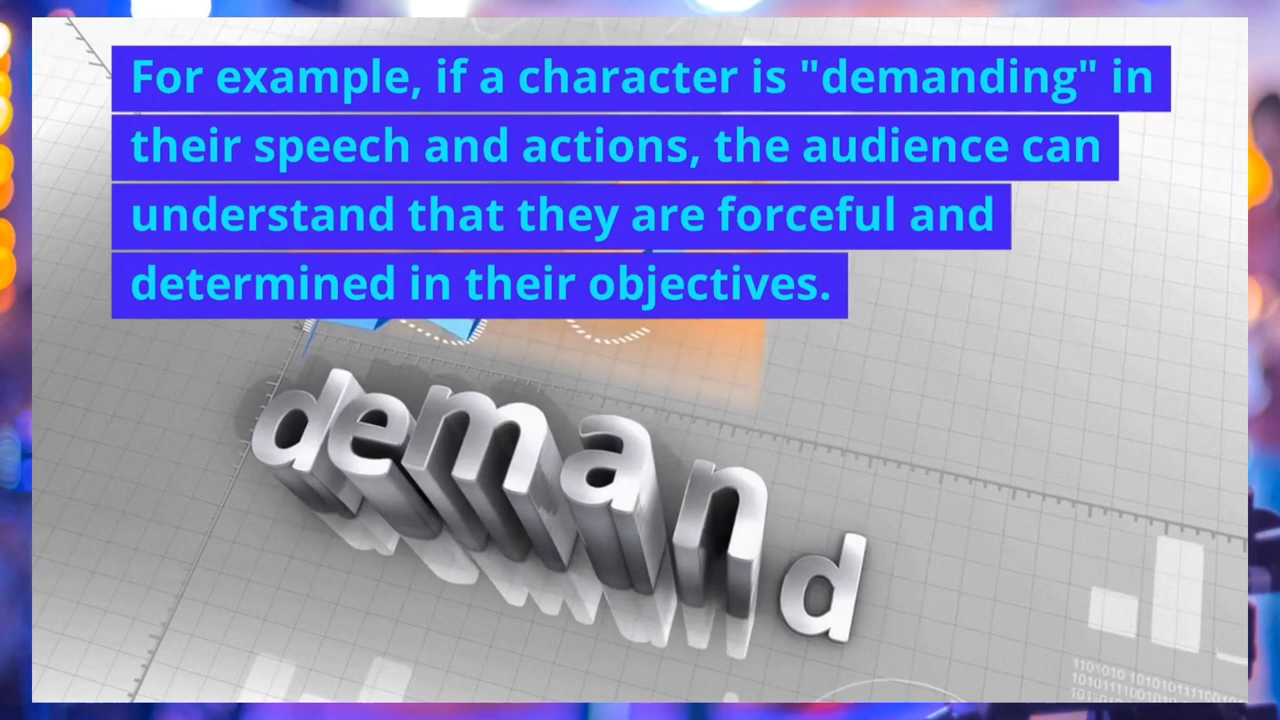 For example, if a character is "demanding" in
their speech and actions, the audience can
understand that they are forceful and
determined in their objectives.
demand